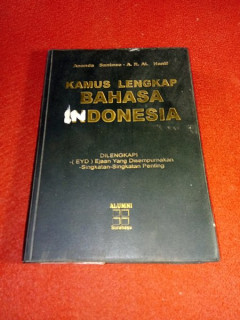 Ananda Santoso - A. R. AL. Hanif
KAMUS LENGKAP
BAHASA
INDONESIA
DILENGKAPI
-( EYD ) Ejaan Yang Disempurnakan
-Singkatan-Singkatan Penting
ALUMNI
Surabaya